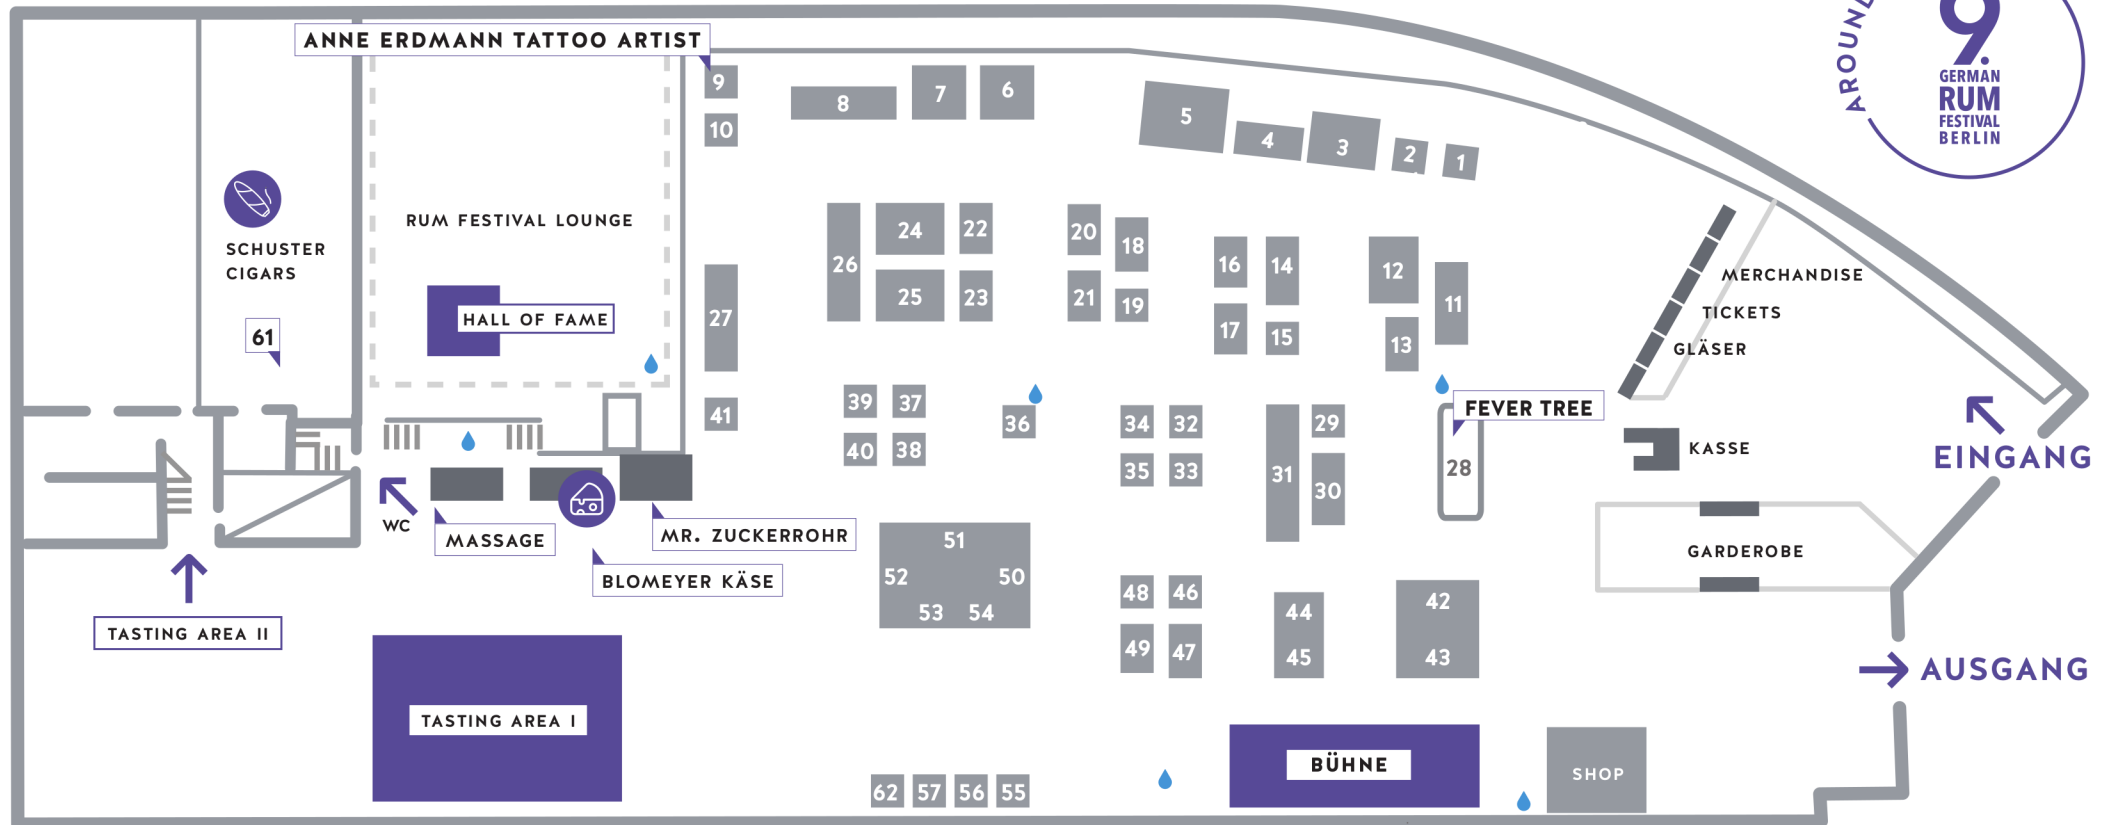 AROUND
9.
GERMAN
RUM
FESTIVAL
BERLIN
ANNE ERDMANN TATTOO ARTIST
9
10
8
7
6
5
4
3
2
1
SCHUSTER
CIGARS
61
RUM FESTIVAL LOUNGE
HALL OF FAME
27
41
26
24
22
25
23
20
18
21
19
16
14
17
15
12
11
13
MERCHANDISE
TICKETS
GLÄSER
39
37
40
38
36
34
32
35
33
31
29
30
FEVER TREE
28
KASSE
EINGANG
WC
MASSAGE
MR. ZUCKERROHR
BLOMEYER KÄSE
GARDEROBE
51
52
50
53
54
48
46
49
47
44
45
42
43
AUSGANG
TASTING AREA II
TASTING AREA I
62
57
56
55
BÜHNE
SHOP